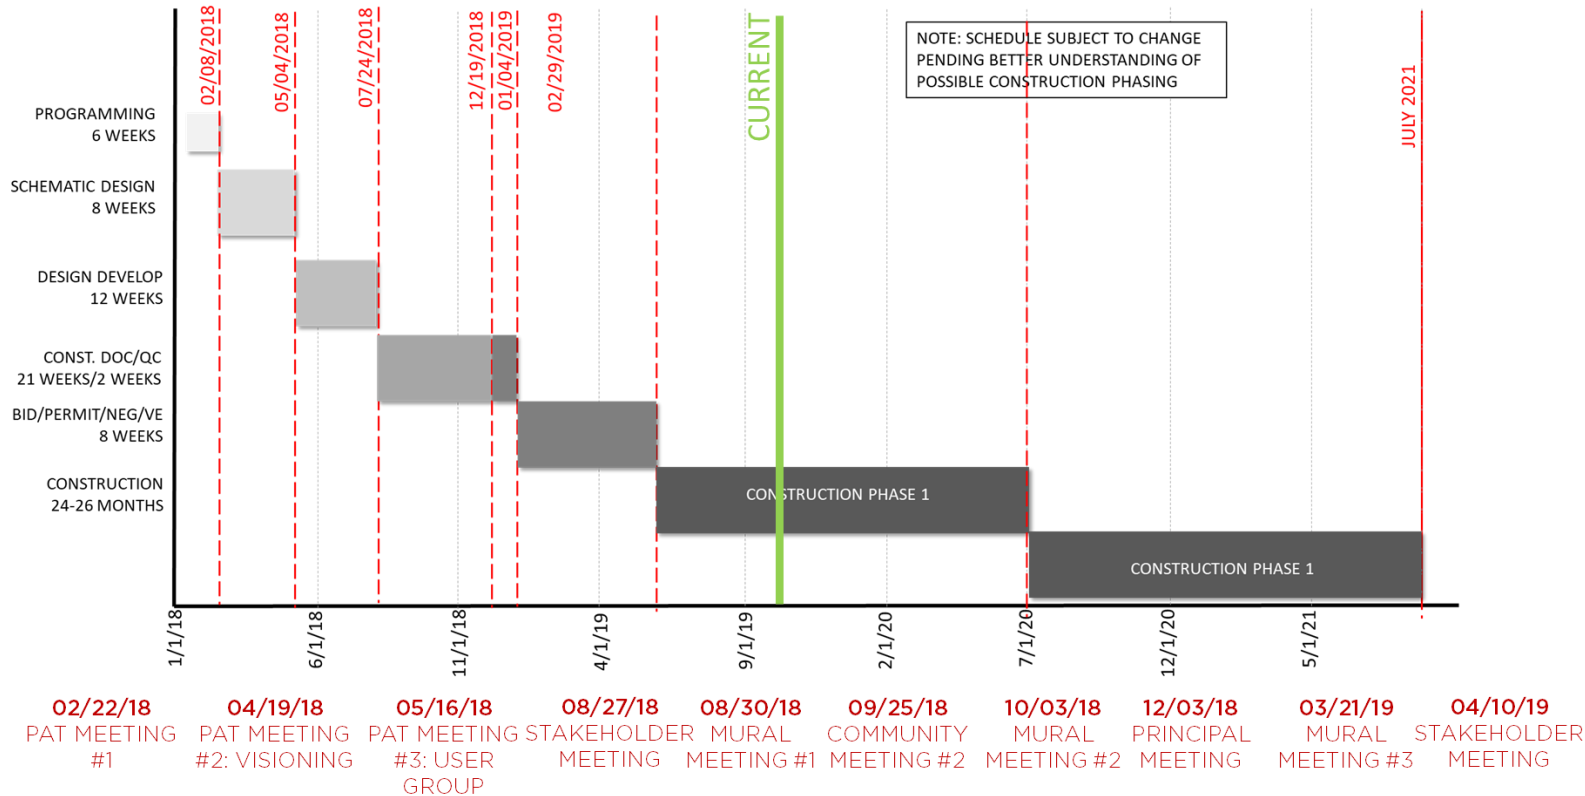 02/08/2018
05/04/2018
07/24/2018
12/19/2018
01/04/2019
02/29/2019
CURRENT
NOTE: SCHEDULE SUBJECT TO CHANGE
PENDING BETTER UNDERSTANDING OF
POSSIBLE CONSTRUCTION PHASING
JULY 2021
PROGRAMMING
6 WEEKS
SCHEMATIC DESIGN
8 WEEKS
DESIGN DEVELOP
12 WEEKS
CONST. DOC/QC
21 WEEKS/2 WEEKS
BID/PERMIT/NEG/VE
8 WEEKS
CONSTRUCTION
24-26 MONTHS
CONSTRUCTION PHASE 1
CONSTRUCTION PHASE 1
1/1/18
6/1/18
11/1/18
4/1/19
9/1/19
2/1/20
7/1/20
12/1/20
5/1/21
02/22/18
PAT MEETING
#1
04/19/18
PAT MEETING
#2: VISIONING
05/16/18
PAT MEETING
#3: USER
GROUP
08/27/18
STAKEHOLDER
MEETING
08/30/18
MURAL
MEETING #1
09/25/18
COMMUNITY
MEETING #2
10/03/18
MURAL
MEETING #2
12/03/18
PRINCIPAL
MEETING
03/21/19
MURAL
MEETING #3
04/10/19
STAKEHOLDER
MEETING